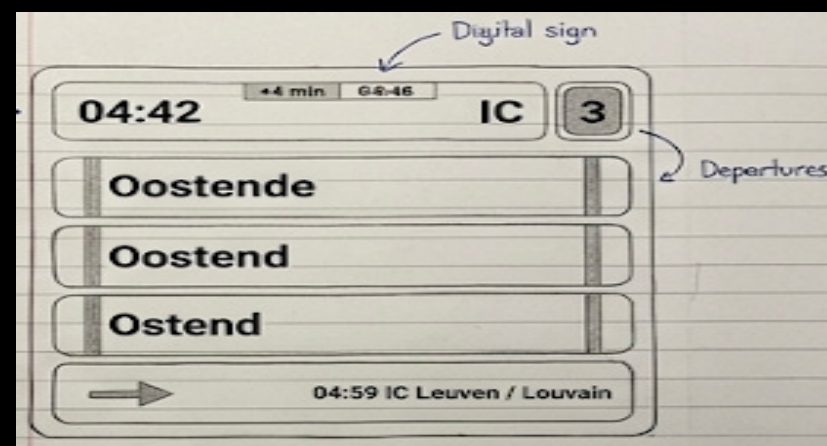 Digital sign
04:42 +4 min 04:46 IC 3
Departures
Oostende
Oostend
Ostend
04:59 IC Leuven / Louvain